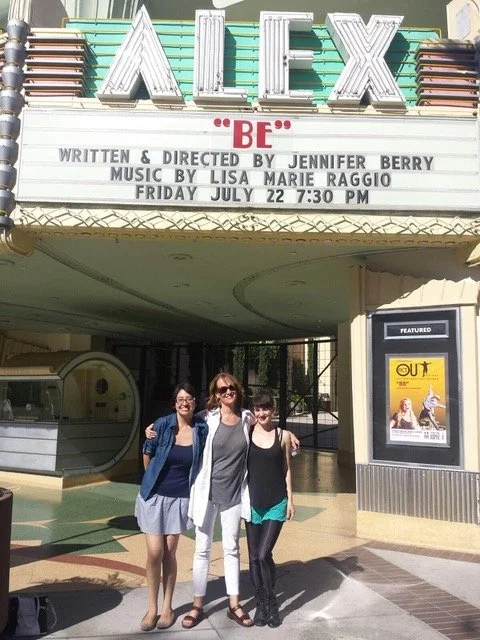 ALEX
"BE"
WRITTEN & DIRECTED BY JENNIFER BERRY
MUSIC BY LISA MARIE RAGGIO
FRIDAY JULY 22 7:30 PM
FEATURED
OUT
"BE"